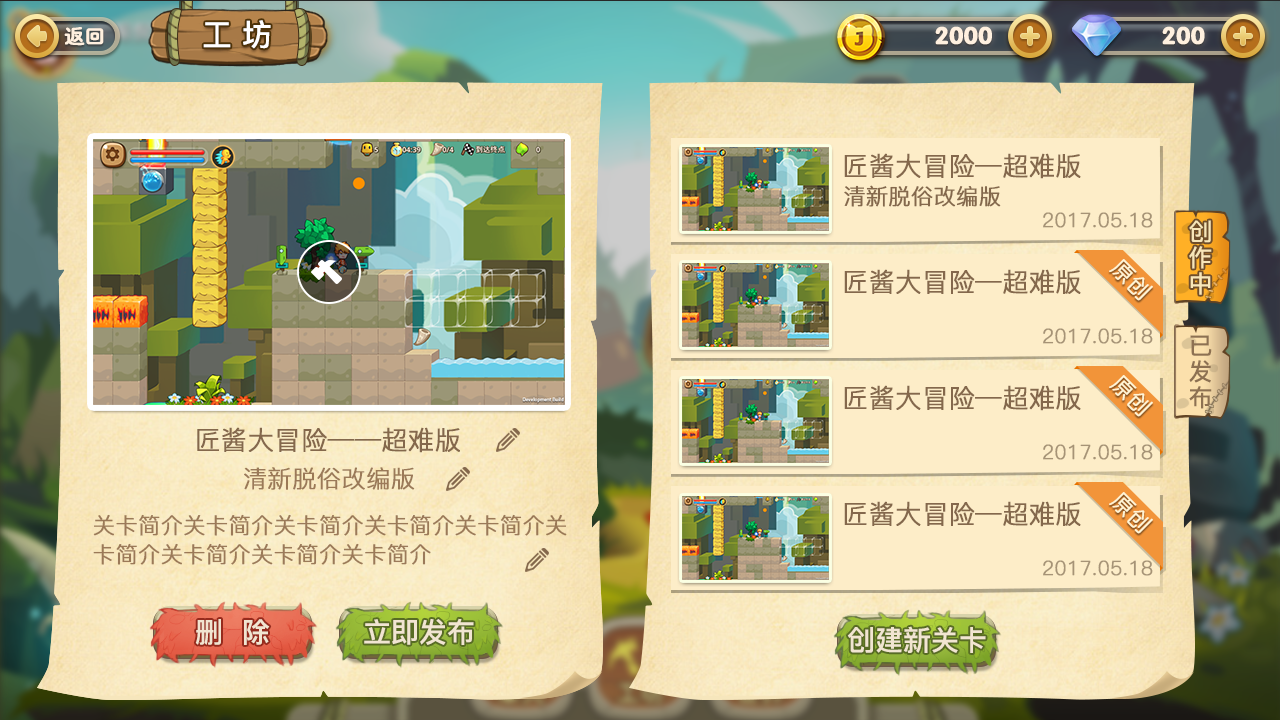 返回
工坊
2000
200
5
04:39
0/4
到达终点
0
Development Build
匠酱大冒险——超难版
清新脱俗改编版
关卡简介关卡简介关卡简介关卡简介关卡简介关
卡简介关卡简介关卡简介关卡简介
删除
立即发布
匠酱大冒险—超难版
清新脱俗改编版
2017.05.18
匠酱大冒险—超难版
原创
2017.05.18
匠酱大冒险—超难版
原创
2017.05.18
匠酱大冒险—超难版
原创
2017.05.18
创建新关卡
创作中
已发布